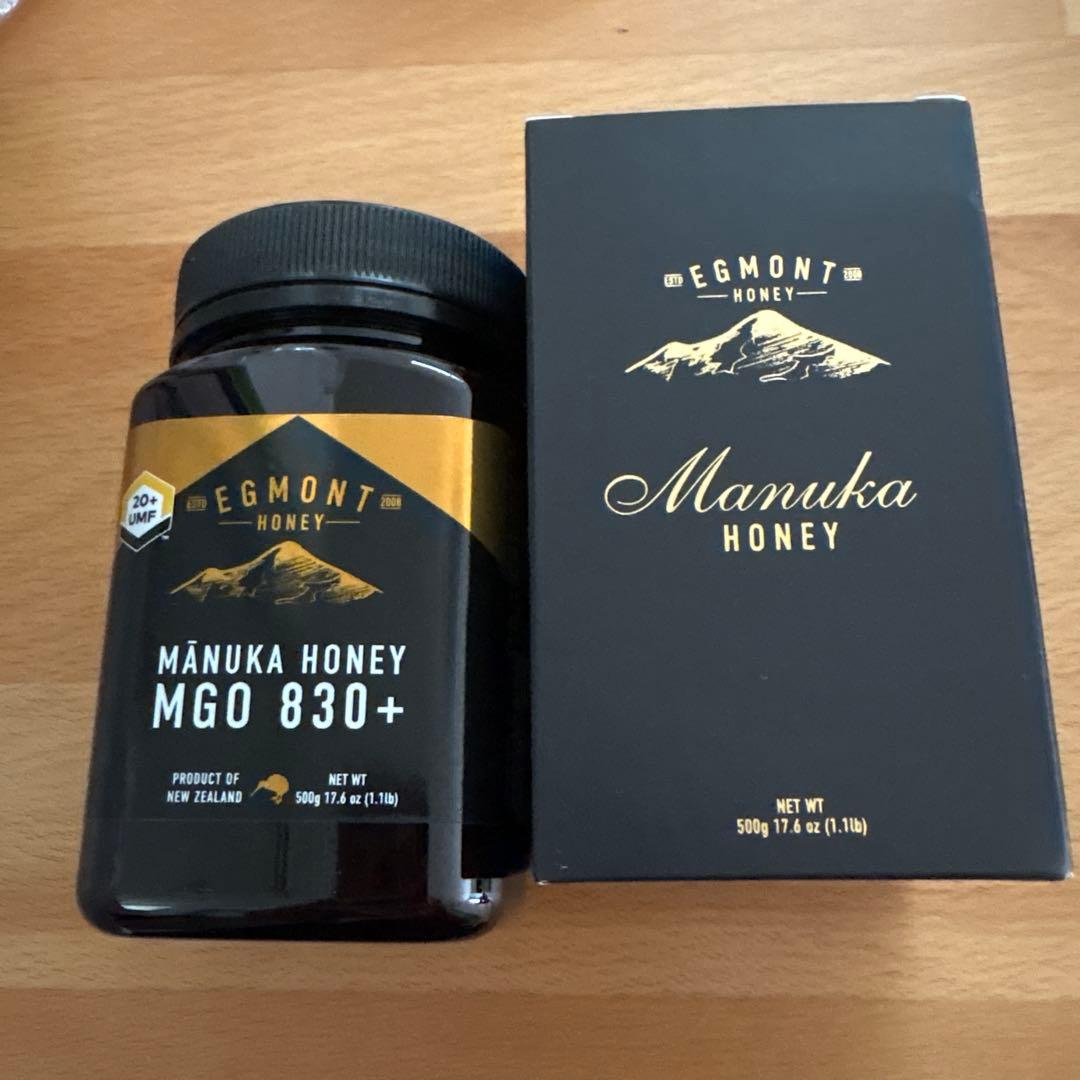 20+
UMF
™
ESTD EGMONT 2008
HONEY
MĀNUKA HONEY
MGO 830+
PRODUCT OF
NEW ZEALAND
NET WT
500g 17.6 oz (1.1lb)
ESTD EGMONT 2008
HONEY
Manuka
HONEY
NET WT
500g 17.6 oz (1.1lb)